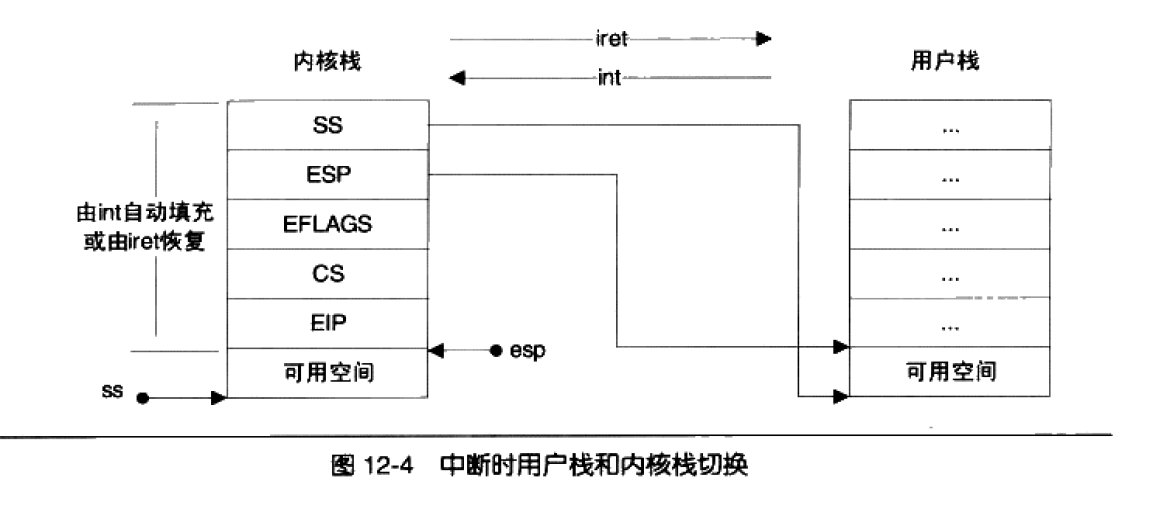 iret
内核栈
用户栈
int
SS
...
ESP
...
由int自动填充
或由iret恢复
EFLAGS
...
CS
...
EIP
...
esp
可用空间
可用空间
ss
图 12-4 中断时用户栈和内核栈切换